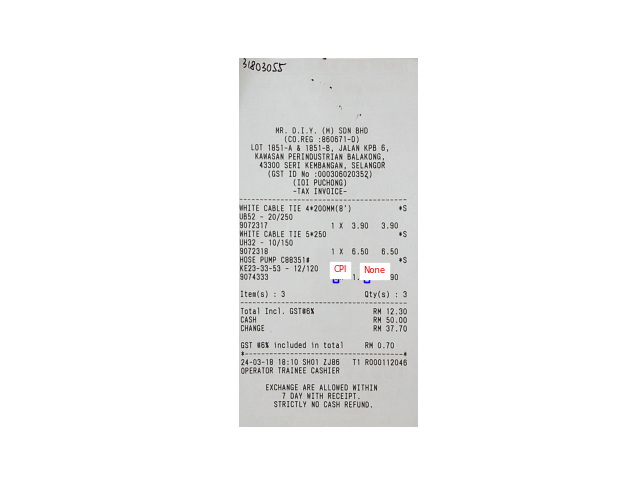 31803055
MR. D.I.Y. (M) SDN BHD
(CO.REG :860671-D)
LOT 1851-A & 1851-B, JALAN KPB 6,
KAWASAN PERINDUSTRIAN BALAKONG,
43300 SERI KEMBANGAN, SELANGOR
(GST ID No :000306020352)
(IOI PUCHONG)
-TAX INVOICE-
WHITE CABLE TIE 4*200MM(8') *S
UB52 - 20/250
9072317 1 X 3.90 3.90
WHITE CABLE TIE 5*250 *S
UH32 - 10/150
9072318 1 X 6.50 6.50
HOSE PUMP C88351# *S
KE23-33-53 - 12/120 CPI None
9074333 1. 90
Item(s) : 3 Qty(s) : 3
Total Incl. GST@6% RM 12.30
CASH RM 50.00
CHANGE RM 37.70
GST @6% included in total RM 0.70
24-03-18 18:10 SH01 ZJ86 T1 R000112046
OPERATOR TRAINEE CASHIER
EXCHANGE ARE ALLOWED WITHIN
7 DAY WITH RECEIPT.
STRICTLY NO CASH REFUND.